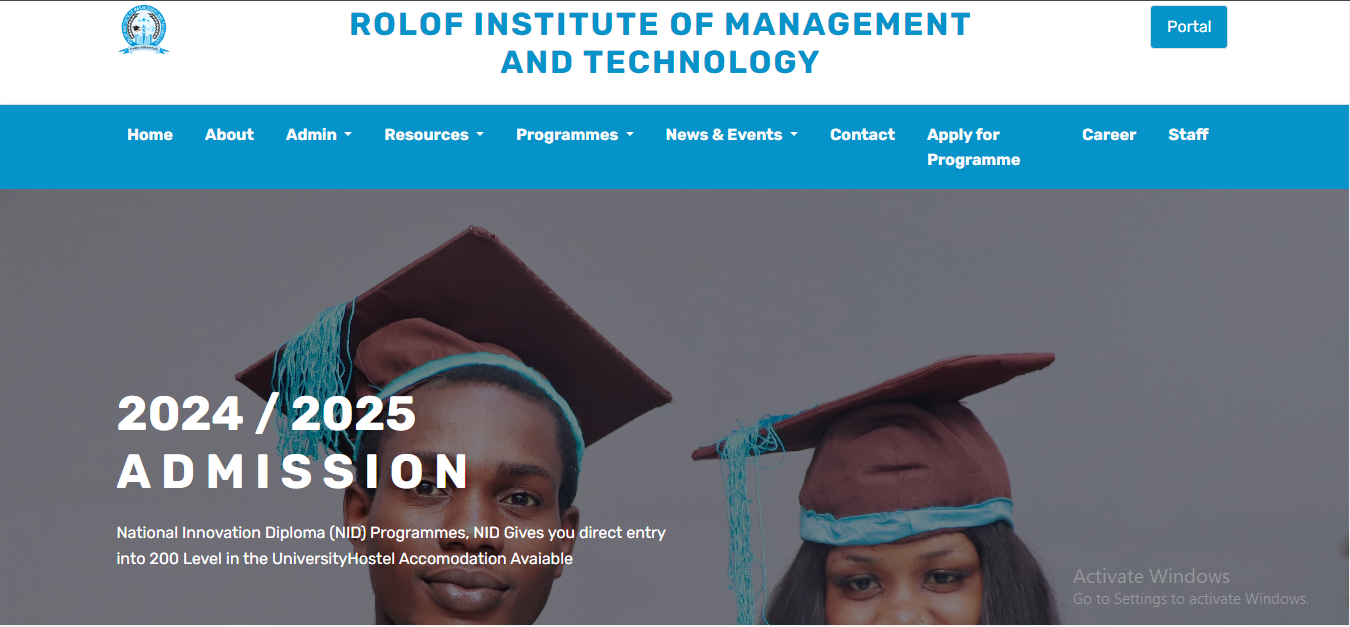 ROLOF INSTITUTE OF MANAGEMENT
AND TECHNOLOGY
Portal
Home About Admin Resources Programmes News & Events Contact Apply for Programme Career Staff
2024 / 2025
ADMISSION
National Innovation Diploma (NID) Programmes, NID Gives you direct entry
into 200 Level in the UniversityHostel Accomodation Avaiable
Activate Windows
Go to Settings to activate Windows.